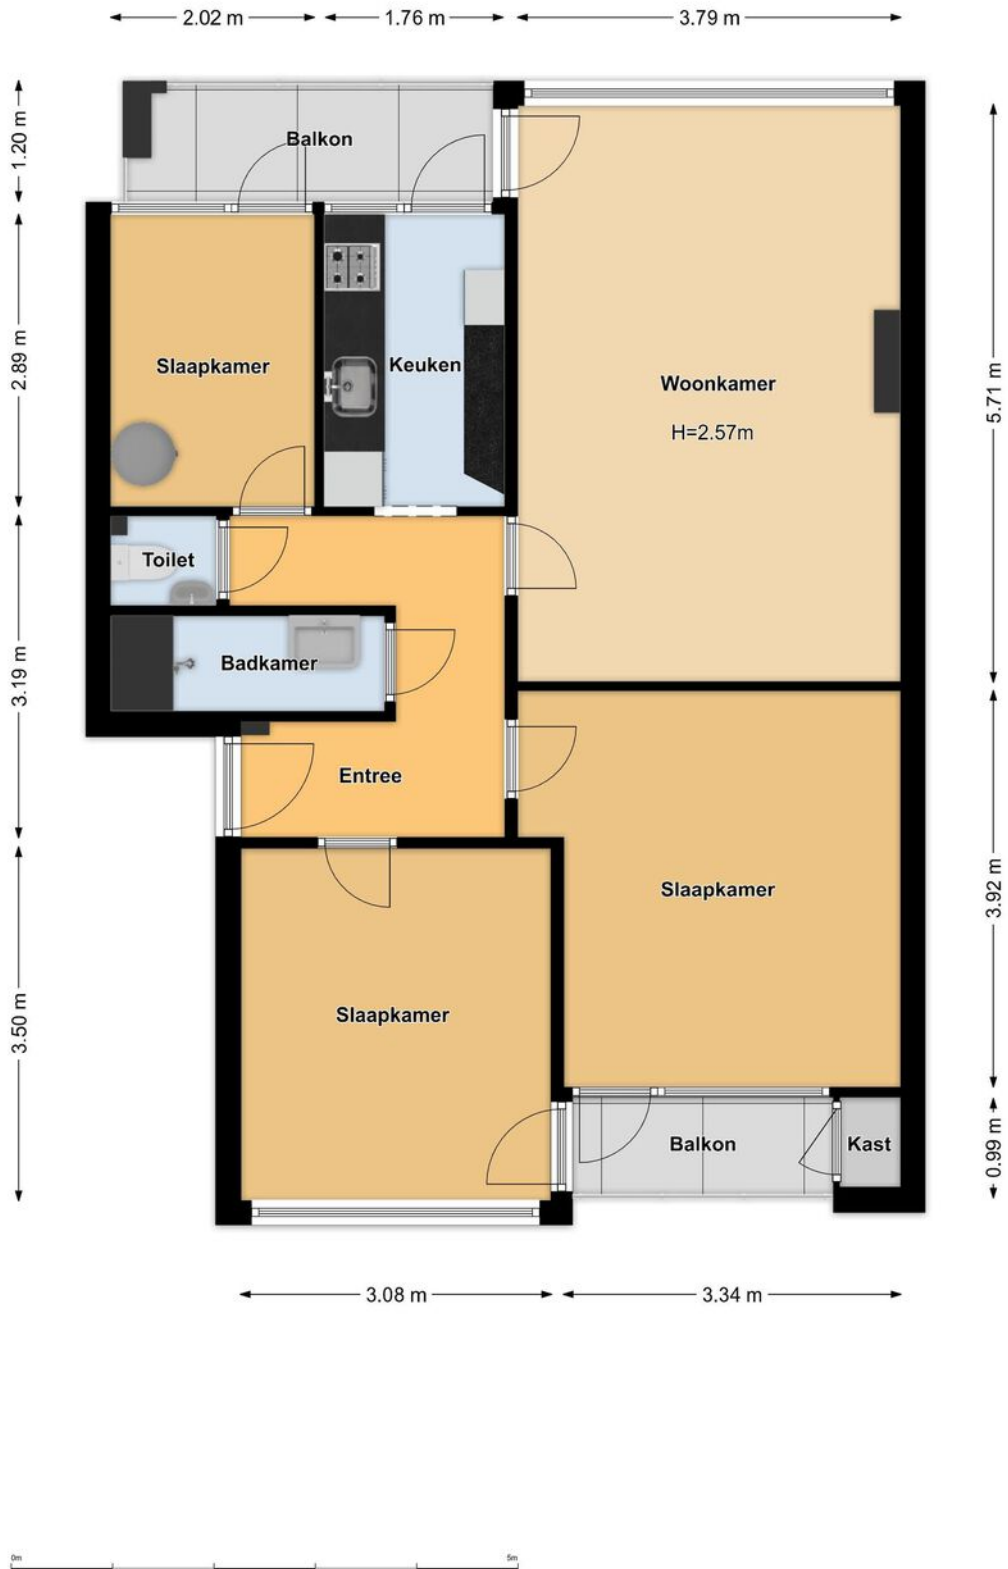 2.02 m 1.76 m 3.79 m
1.20 m
Balkon
2.89 m
Slaapkamer
Keuken
Woonkamer
H=2.57m
5.71 m
Toilet
Badkamer
3.19 m
Entree
Slaapkamer
3.92 m
Slaapkamer
3.50 m
Balkon
Kast
0.99 m
3.08 m 3.34 m
0m 5m